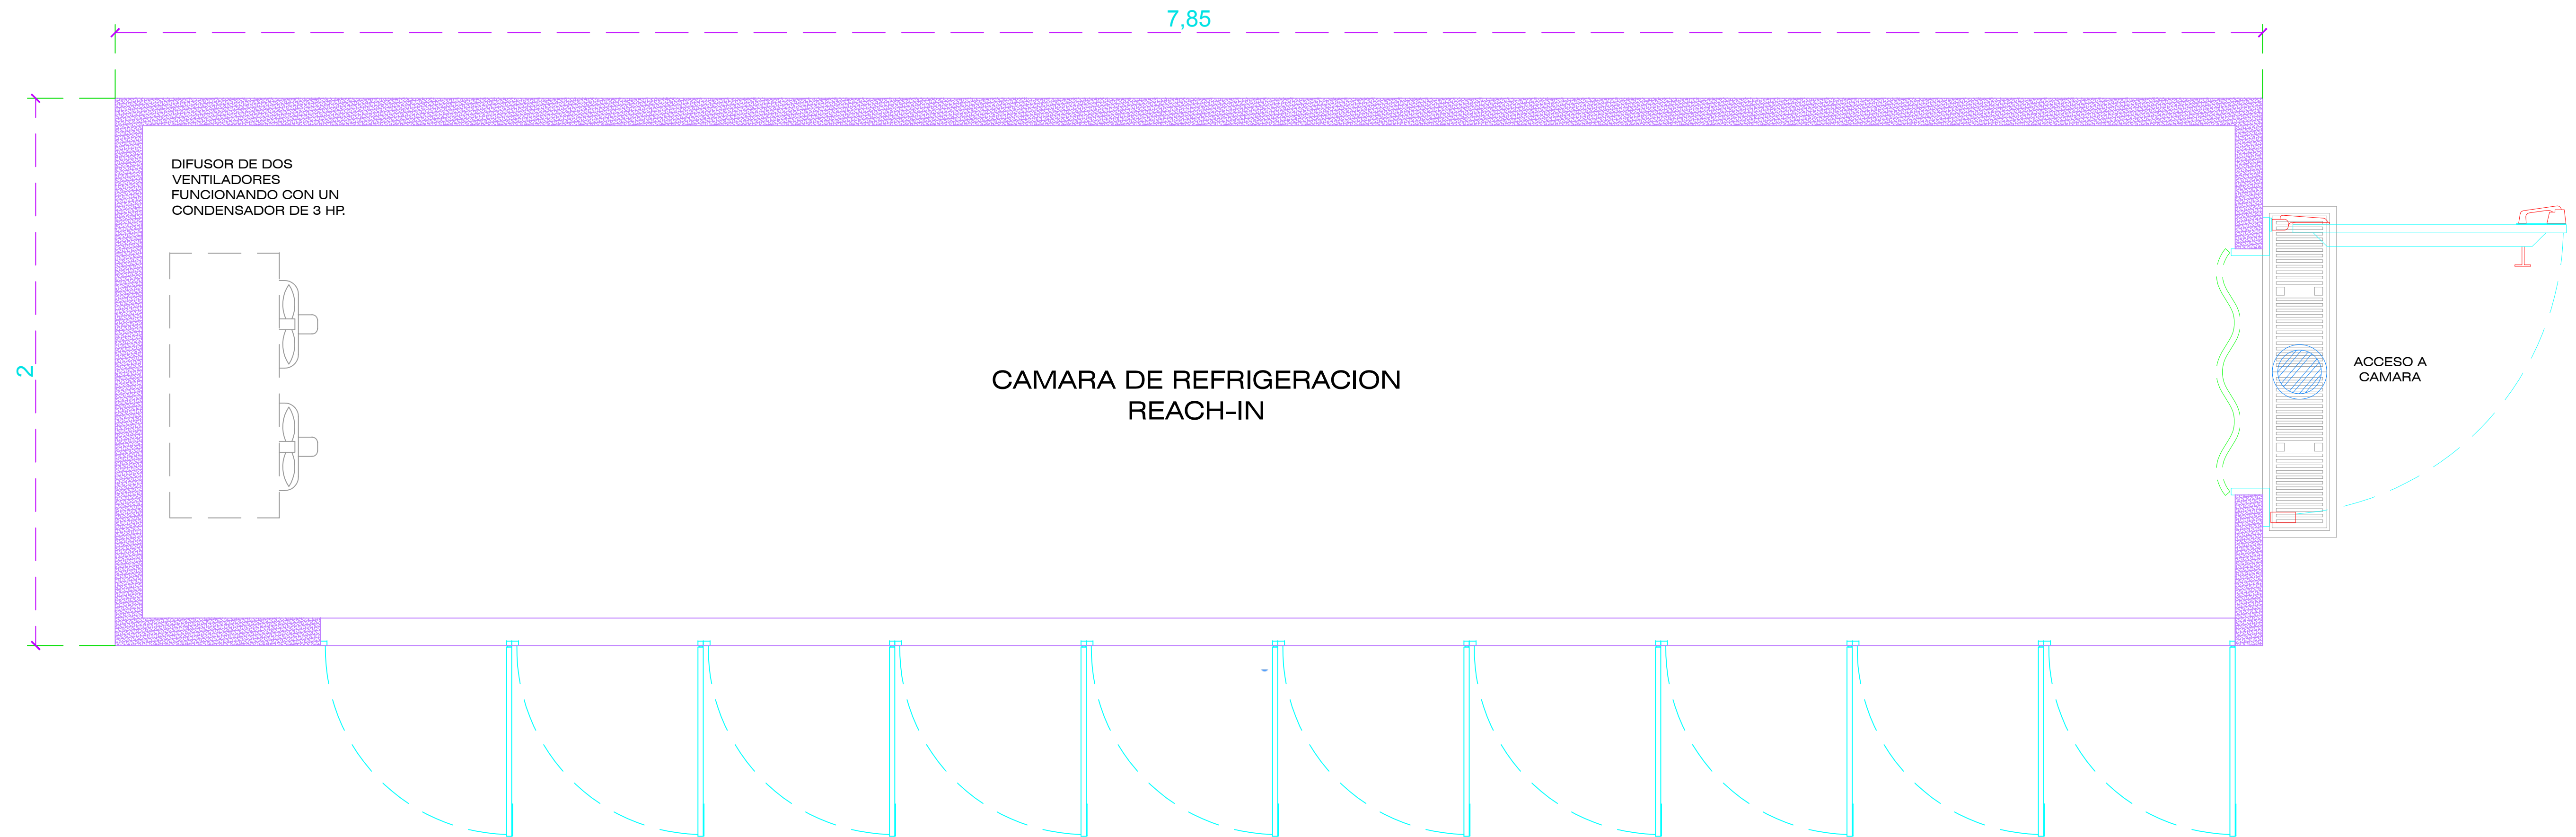 7,85
DIFUSOR DE DOS
VENTILADORES
FUNCIONANDO CON UN
CONDENSADOR DE 3 HP.
2
CAMARA DE REFRIGERACION
REACH-IN
ACCESO A
CAMARA